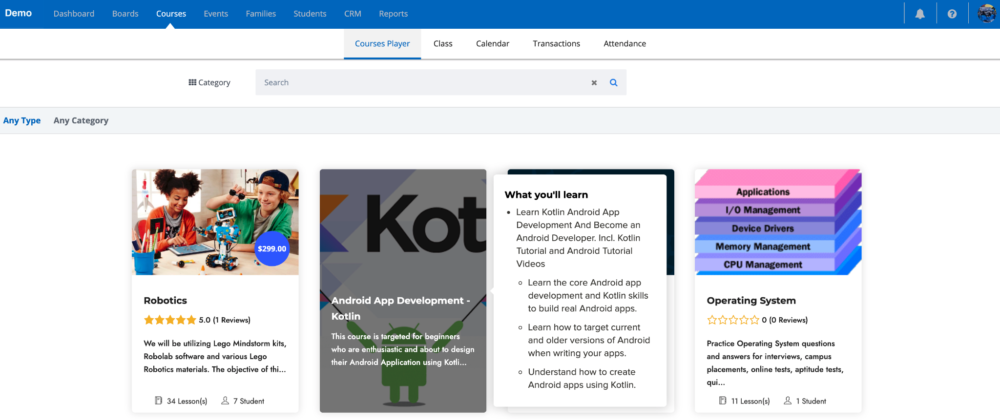 Demo Dashboard Boards Courses Events Families Students CRM Reports
Courses Player Class Calendar Transactions Attendance
Category Search
Any Type Any Category
$299.00
Robotics
5.0 (1 Reviews)
We will be utilizing Lego Mindstorm kits,
Robolab software and various Lego
Robotics materials. The objective of thi...
34 Lesson(s) 7 Student
Kot
Android App Development -
Kotlin
This course is targeted for beginners
who are enthusiastic and about to design
their Android Application using Kotli...
What you'll learn
Learn Kotlin Android App
Development And Become an
Android Developer. Incl. Kotlin
Tutorial and Android Tutorial
Videos
Learn the core Android app
development and Kotlin skills
to build real Android apps.
Learn how to target current
and older versions of Android
when writing your apps.
Understand how to create
Android apps using Kotlin.
Applications
I/O Management
Device Drivers
Memory Management
CPU Management
Operating System
0 (0 Reviews)
Practice Operating System questions
and answers for interviews, campus
placements, online tests, aptitude tests,
qui...
11 Lesson(s) 1 Student